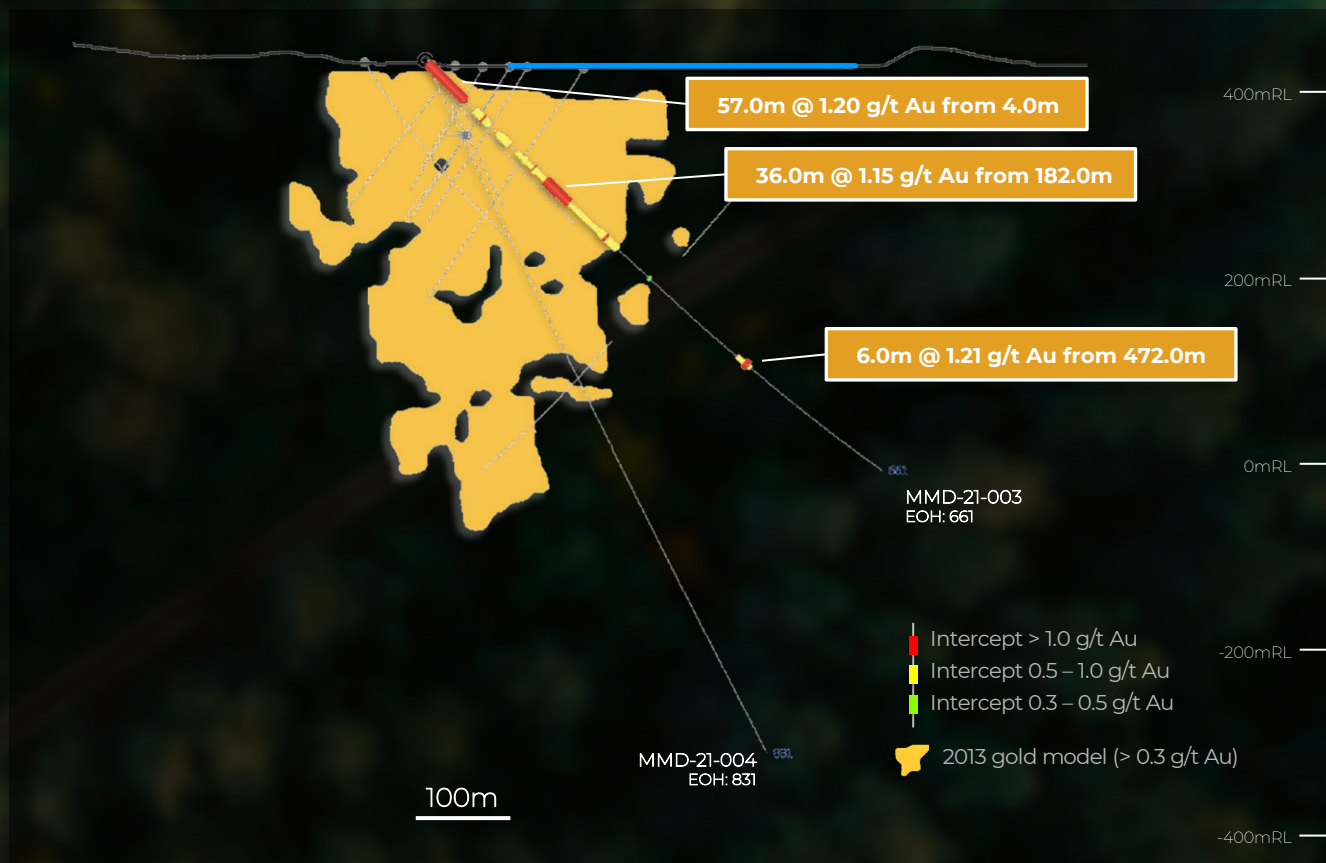 57.0m @ 1.20 g/t Au from 4.0m
400mRL
36.0m @ 1.15 g/t Au from 182.0m
200mRL
6.0m @ 1.21 g/t Au from 472.0m
0mRL
661
MMD-21-003
EOH: 661
Intercept > 1.0 g/t Au
-200mRL
Intercept 0.5 – 1.0 g/t Au
Intercept 0.3 – 0.5 g/t Au
2013 gold model (> 0.3 g/t Au)
831
MMD-21-004
EOH: 831
100m
-400mRL